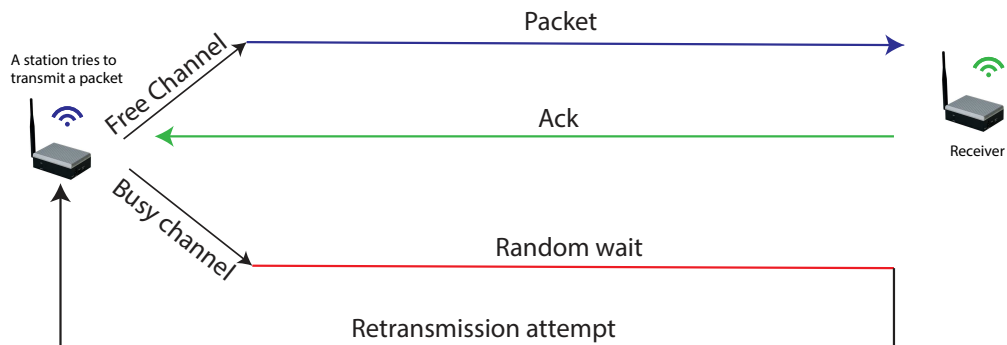 Packet
A station tries to
transmit a packet
Free Channel
Ack
Receiver
Busy channel
Random wait
Retransmission attempt